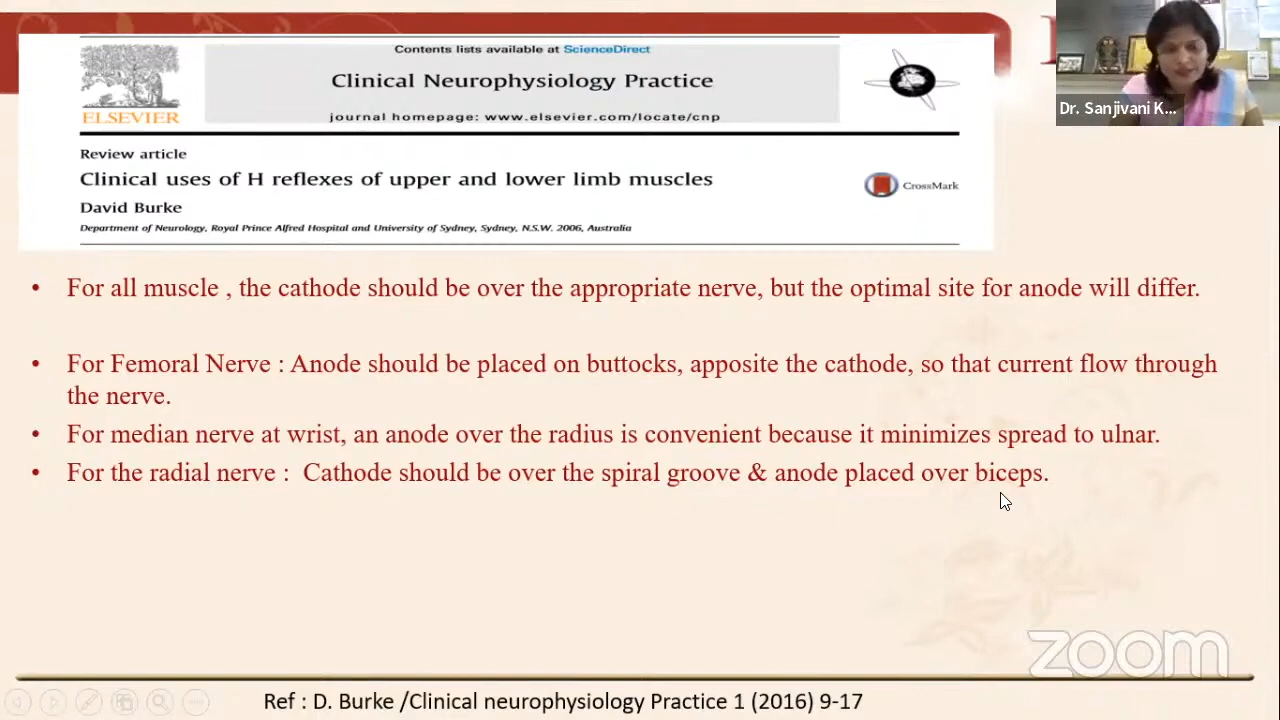 Contents lists available at ScienceDirect
Clinical Neurophysiology Practice
journal homepage: www.elsevier.com/locate/cnp
ELSEVIER
Dr. Sanjivani K...
Review article
Clinical uses of H reflexes of upper and lower limb muscles
CrossMark
David Burke
Department of Neurology, Royal Prince Alfred Hospital and University of Sydney, Sydney, N.S.W. 2006, Australia
• For all muscle , the cathode should be over the appropriate nerve, but the optimal site for anode will differ.
• For Femoral Nerve : Anode should be placed on buttocks, apposite the cathode, so that current flow through
the nerve.
• For median nerve at wrist, an anode over the radius is convenient because it minimizes spread to ulnar.
• For the radial nerve : Cathode should be over the spiral groove & anode placed over biceps.
zoom
Ref : D. Burke /Clinical neurophysiology Practice 1 (2016) 9-17